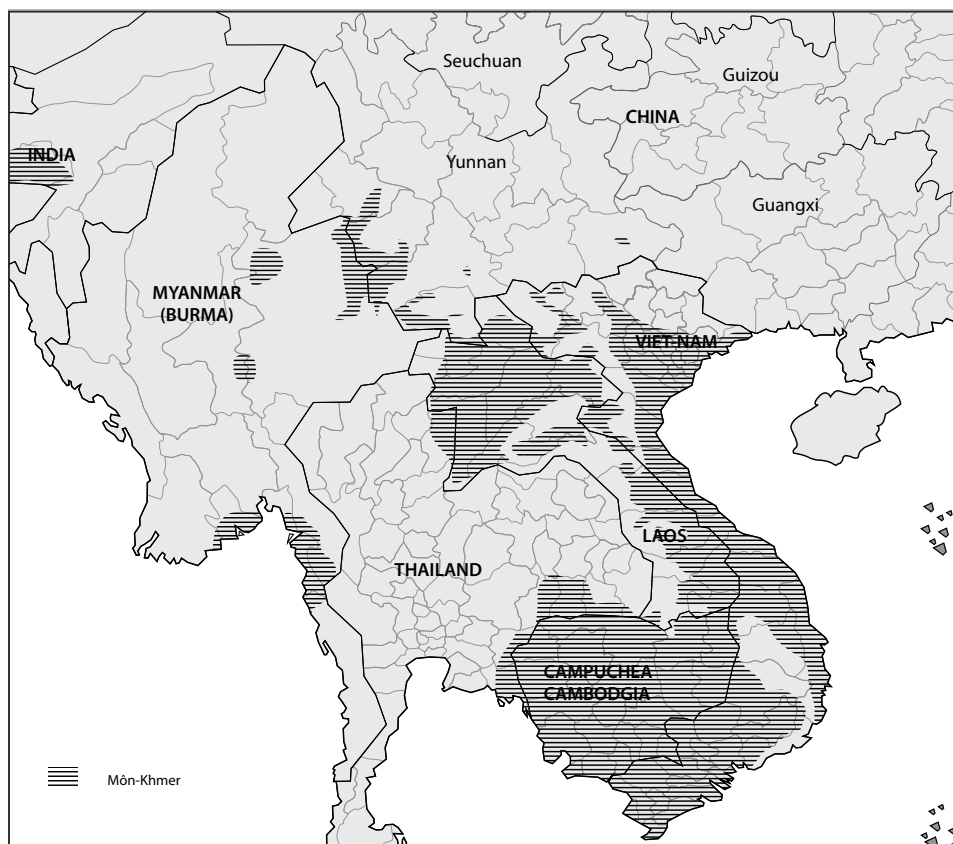 Seuchuan
Guizou
CHINA
INDIA
Yunnan
Guangxi
MYANMAR
(BURMA)
VIET-NAM
LAOS
THAILAND
CAMPUCHEA
CAMBODGIA
Môn-Khmer